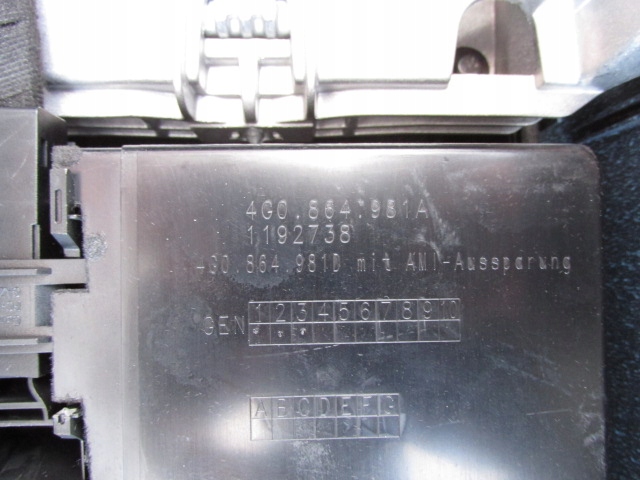 4G0.864.981A
1192738
4G0.864.981D mit AMI-Aussparung
GEN 1 2 3 4 5 6 7 8 9 10
A B C D E F G